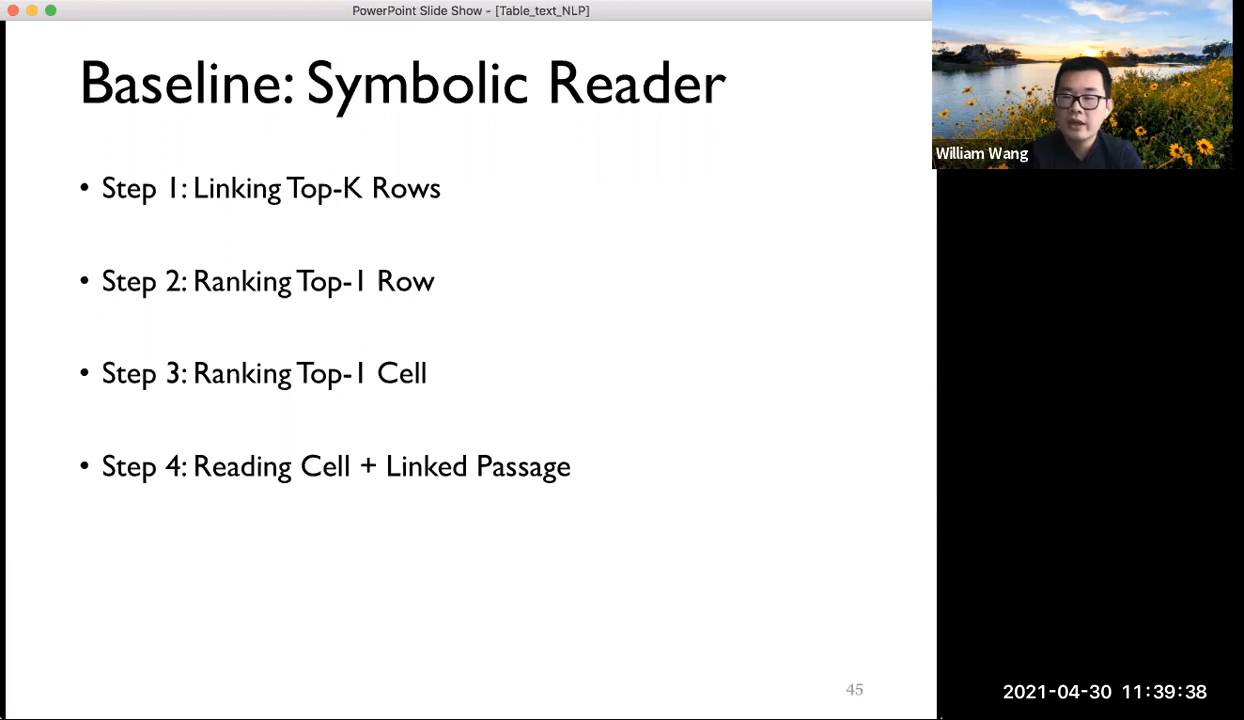 PowerPoint Slide Show - [Table_text_NLP]
Baseline: Symbolic Reader
• Step 1: Linking Top-K Rows
• Step 2: Ranking Top-1 Row
• Step 3: Ranking Top-1 Cell
• Step 4: Reading Cell + Linked Passage
45
William Wang
2021-04-30 11:39:38